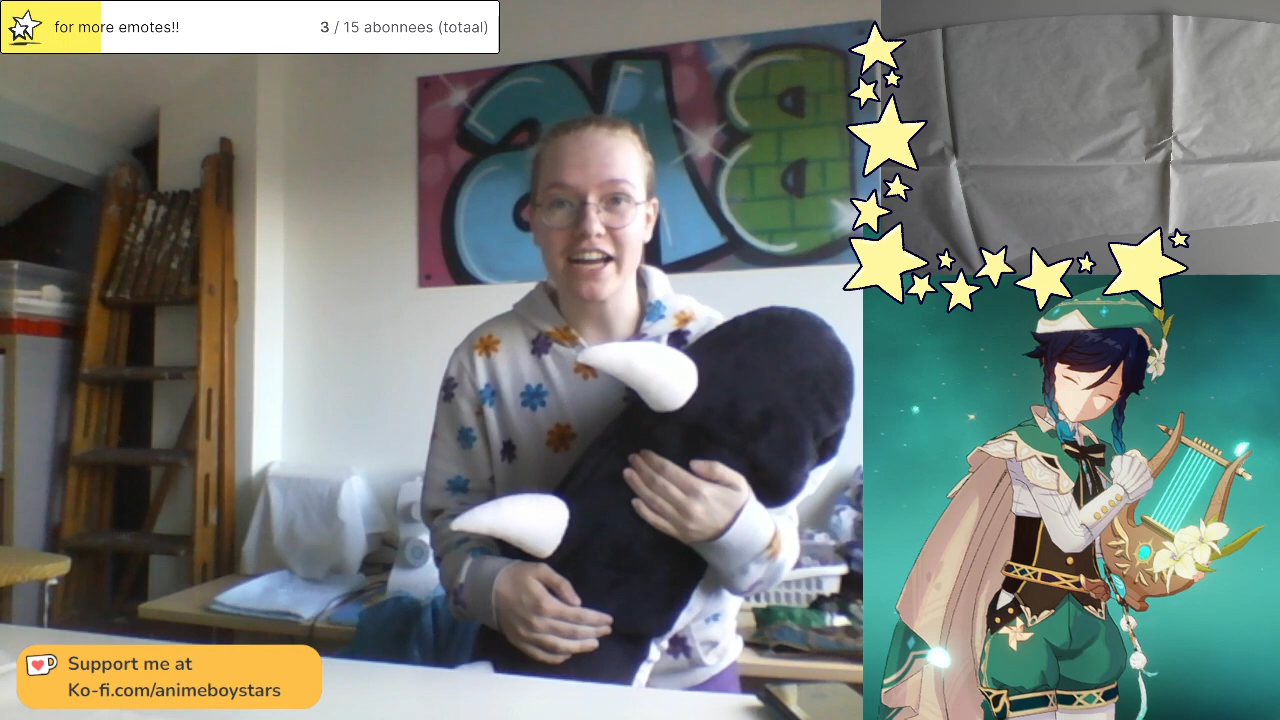 for more emotes!!
3 / 15 abonnees (totaal)
Support me at
Ko-fi.com/animeboystars